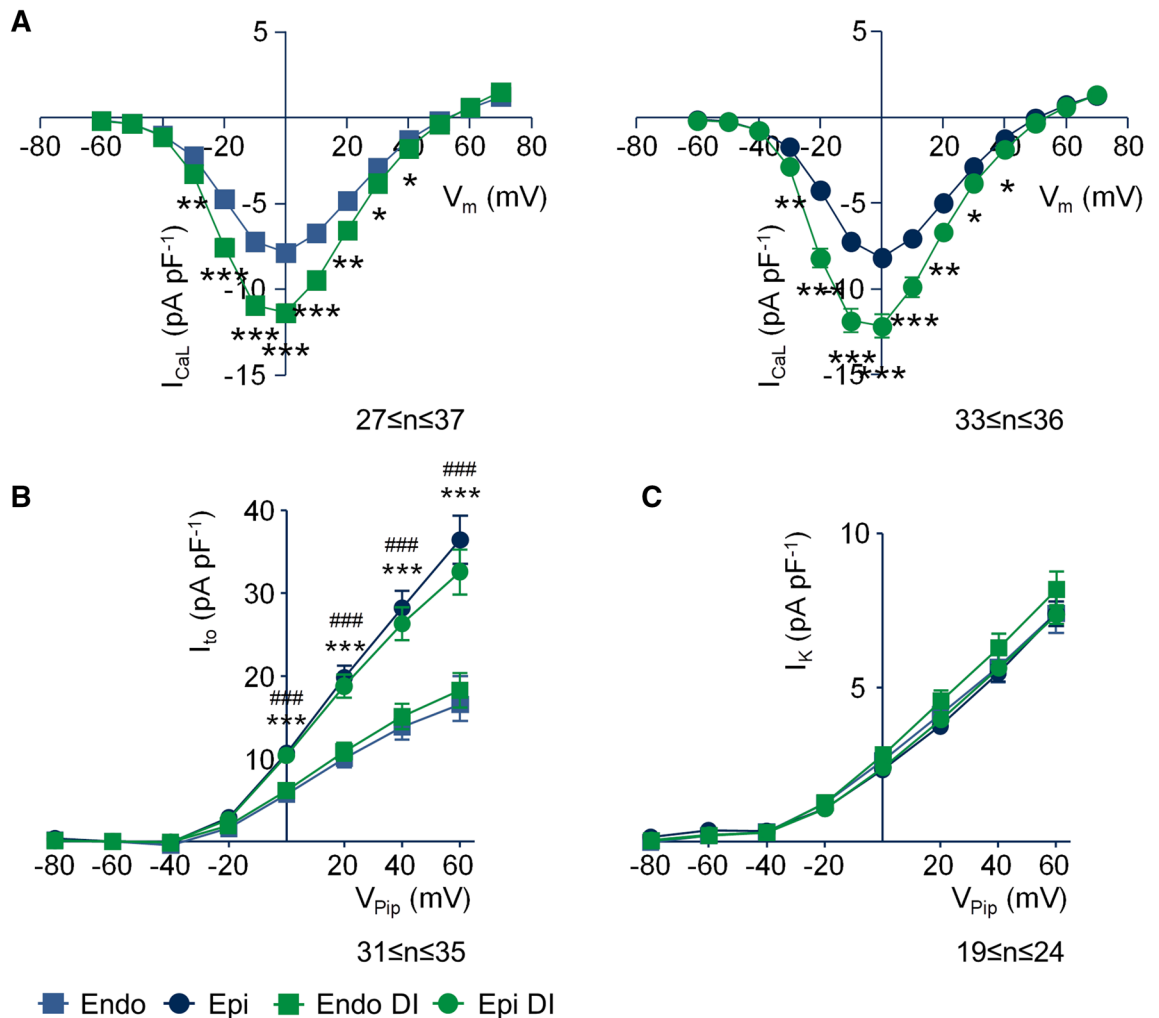 A
5
-80 -60 -40 -20 20 40 60 80
-5
-10
-15
I_CaL (pA pF⁻¹)
V_m (mV)
**
***
***
***
***
**
*
*
27≤n≤37
5
-80 -60 -40 -20 20 40 60 80
-5
-10
-15
I_CaL (pA pF⁻¹)
V_m (mV)
**
***
***
***
***
**
*
*
33≤n≤36
B
40
30
20
10
I_to (pA pF⁻¹)
###
***
###
***
###
***
###
***
-80 -60 -40 -20 20 40 60
V_Pip (mV)
31≤n≤35
C
10
5
I_K (pA pF⁻¹)
-80 -60 -40 -20 20 40 60
V_Pip (mV)
19≤n≤24
Endo Epi Endo DI Epi DI